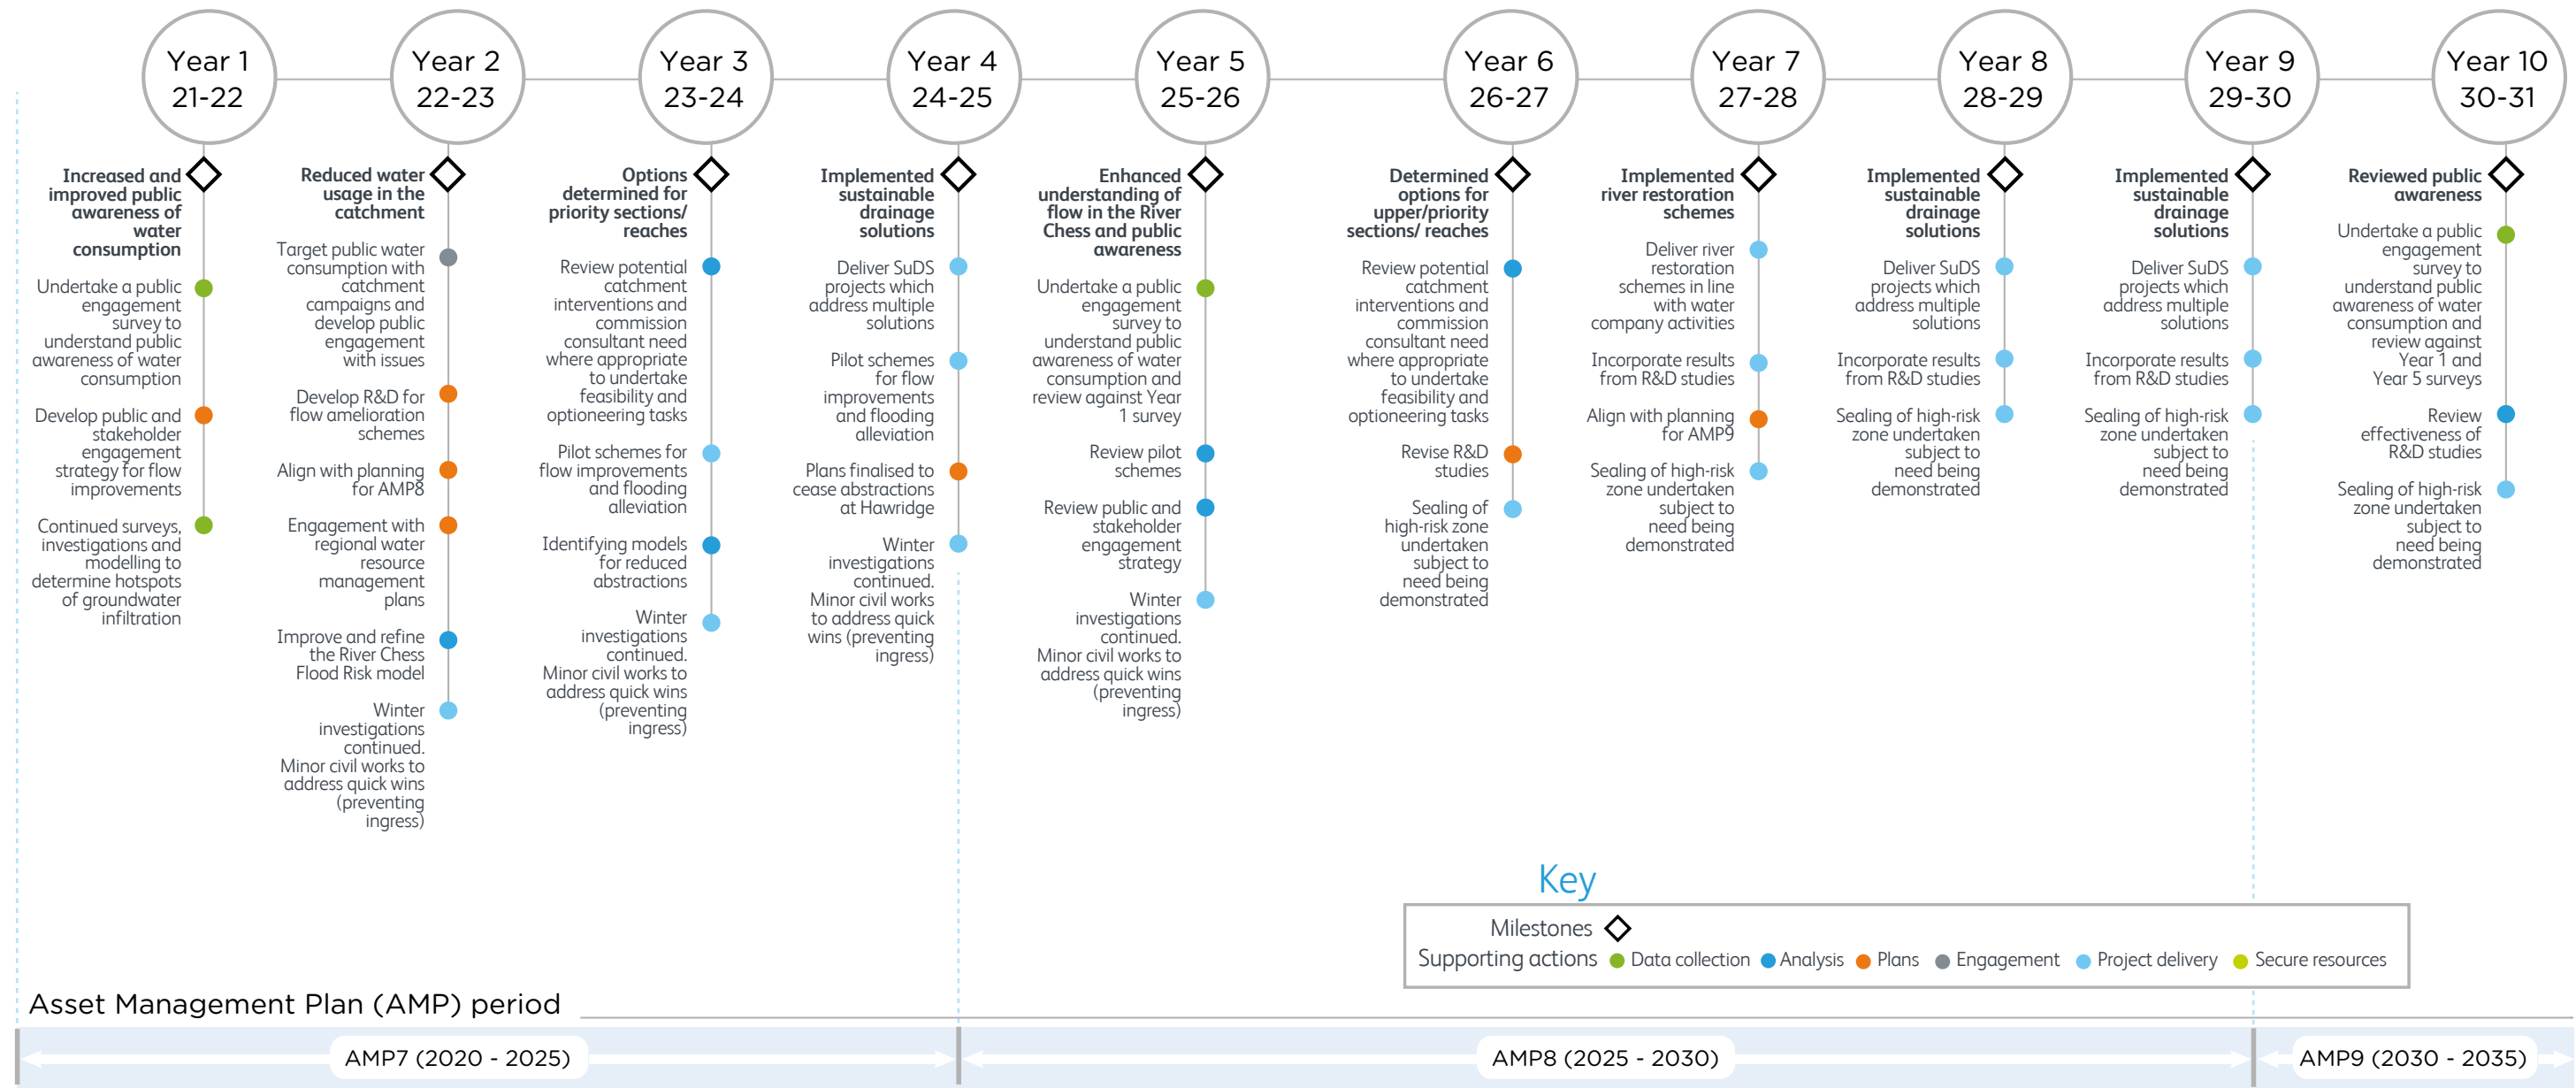 Year 1
21-22
Year 2
22-23
Year 3
23-24
Year 4
24-25
Year 5
25-26
Year 6
26-27
Year 7
27-28
Year 8
28-29
Year 9
29-30
Year 10
30-31
Increased and
improved public
awareness of
water
consumption
Undertake a public
engagement
survey to
understand public
awareness of water
consumption
Develop public and
stakeholder
engagement
strategy for flow
improvements
Continued surveys,
investigations and
modelling to
determine hotspots
of groundwater
infiltration
Reduced water
usage in the
catchment
Target public water
consumption with
catchment
campaigns and
develop public
engagement
with issues
Develop R&D for
flow amelioration
schemes
Align with planning
for AMP8
Engagement with
regional water
resource
management
plans
Improve and refine
the River Chess
Flood Risk model
Winter
investigations
continued.
Minor civil works to
address quick wins
(preventing
ingress)
Options
determined for
priority sections/
reaches
Review potential
catchment
interventions and
commission
consultant need
where appropriate
to undertake
feasibility and
optioneering tasks
Pilot schemes for
flow improvements
and flooding
alleviation
Identifying models
for reduced
abstractions
Winter
investigations
continued.
Minor civil works to
address quick wins
(preventing
ingress)
Implemented
sustainable
drainage
solutions
Deliver SuDS
projects which
address multiple
solutions
Pilot schemes
for flow
improvements
and flooding
alleviation
Plans finalised to
cease abstractions
at Hawridge
Winter
investigations
continued.
Minor civil works
to address quick
wins (preventing
ingress)
Enhanced
understanding of
flow in the River
Chess and public
awareness
Undertake a public
engagement
survey to
understand public
awareness of water
consumption and
review against Year
1 survey
Review pilot
schemes
Review public and
stakeholder
engagement
strategy
Winter
investigations
continued.
Minor civil works to
address quick wins
(preventing
ingress)
Determined
options for
upper/priority
sections/ reaches
Review potential
catchment
interventions and
commission
consultant need
where appropriate
to undertake
feasibility and
optioneering tasks
Revise R&D
studies
Sealing of
high-risk zone
undertaken
subject to
need being
demonstrated
Implemented
river restoration
schemes
Deliver river
restoration
schemes in line
with water
company activities
Incorporate results
from R&D studies
Align with planning
for AMP9
Sealing of high-risk
zone undertaken
subject to
need being
demonstrated
Implemented
sustainable
drainage
solutions
Deliver SuDS
projects which
address multiple
solutions
Incorporate results
from R&D studies
Sealing of high-risk
zone undertaken
subject to
need being
demonstrated
Implemented
sustainable
drainage
solutions
Deliver SuDS
projects which
address multiple
solutions
Incorporate results
from R&D studies
Sealing of high-risk
zone undertaken
subject to
need being
demonstrated
Reviewed public
awareness
Undertake a public
engagement
survey to
understand public
awareness of water
consumption and
review against
Year 1 and
Year 5 surveys
Review
effectiveness of
R&D studies
Sealing of high-risk
zone undertaken
subject to
need being
demonstrated
Key
Milestones
Supporting actions Data collection Analysis Plans Engagement Project delivery Secure resources
Asset Management Plan (AMP) period
AMP7 (2020 - 2025)
AMP8 (2025 - 2030)
AMP9 (2030 - 2035)